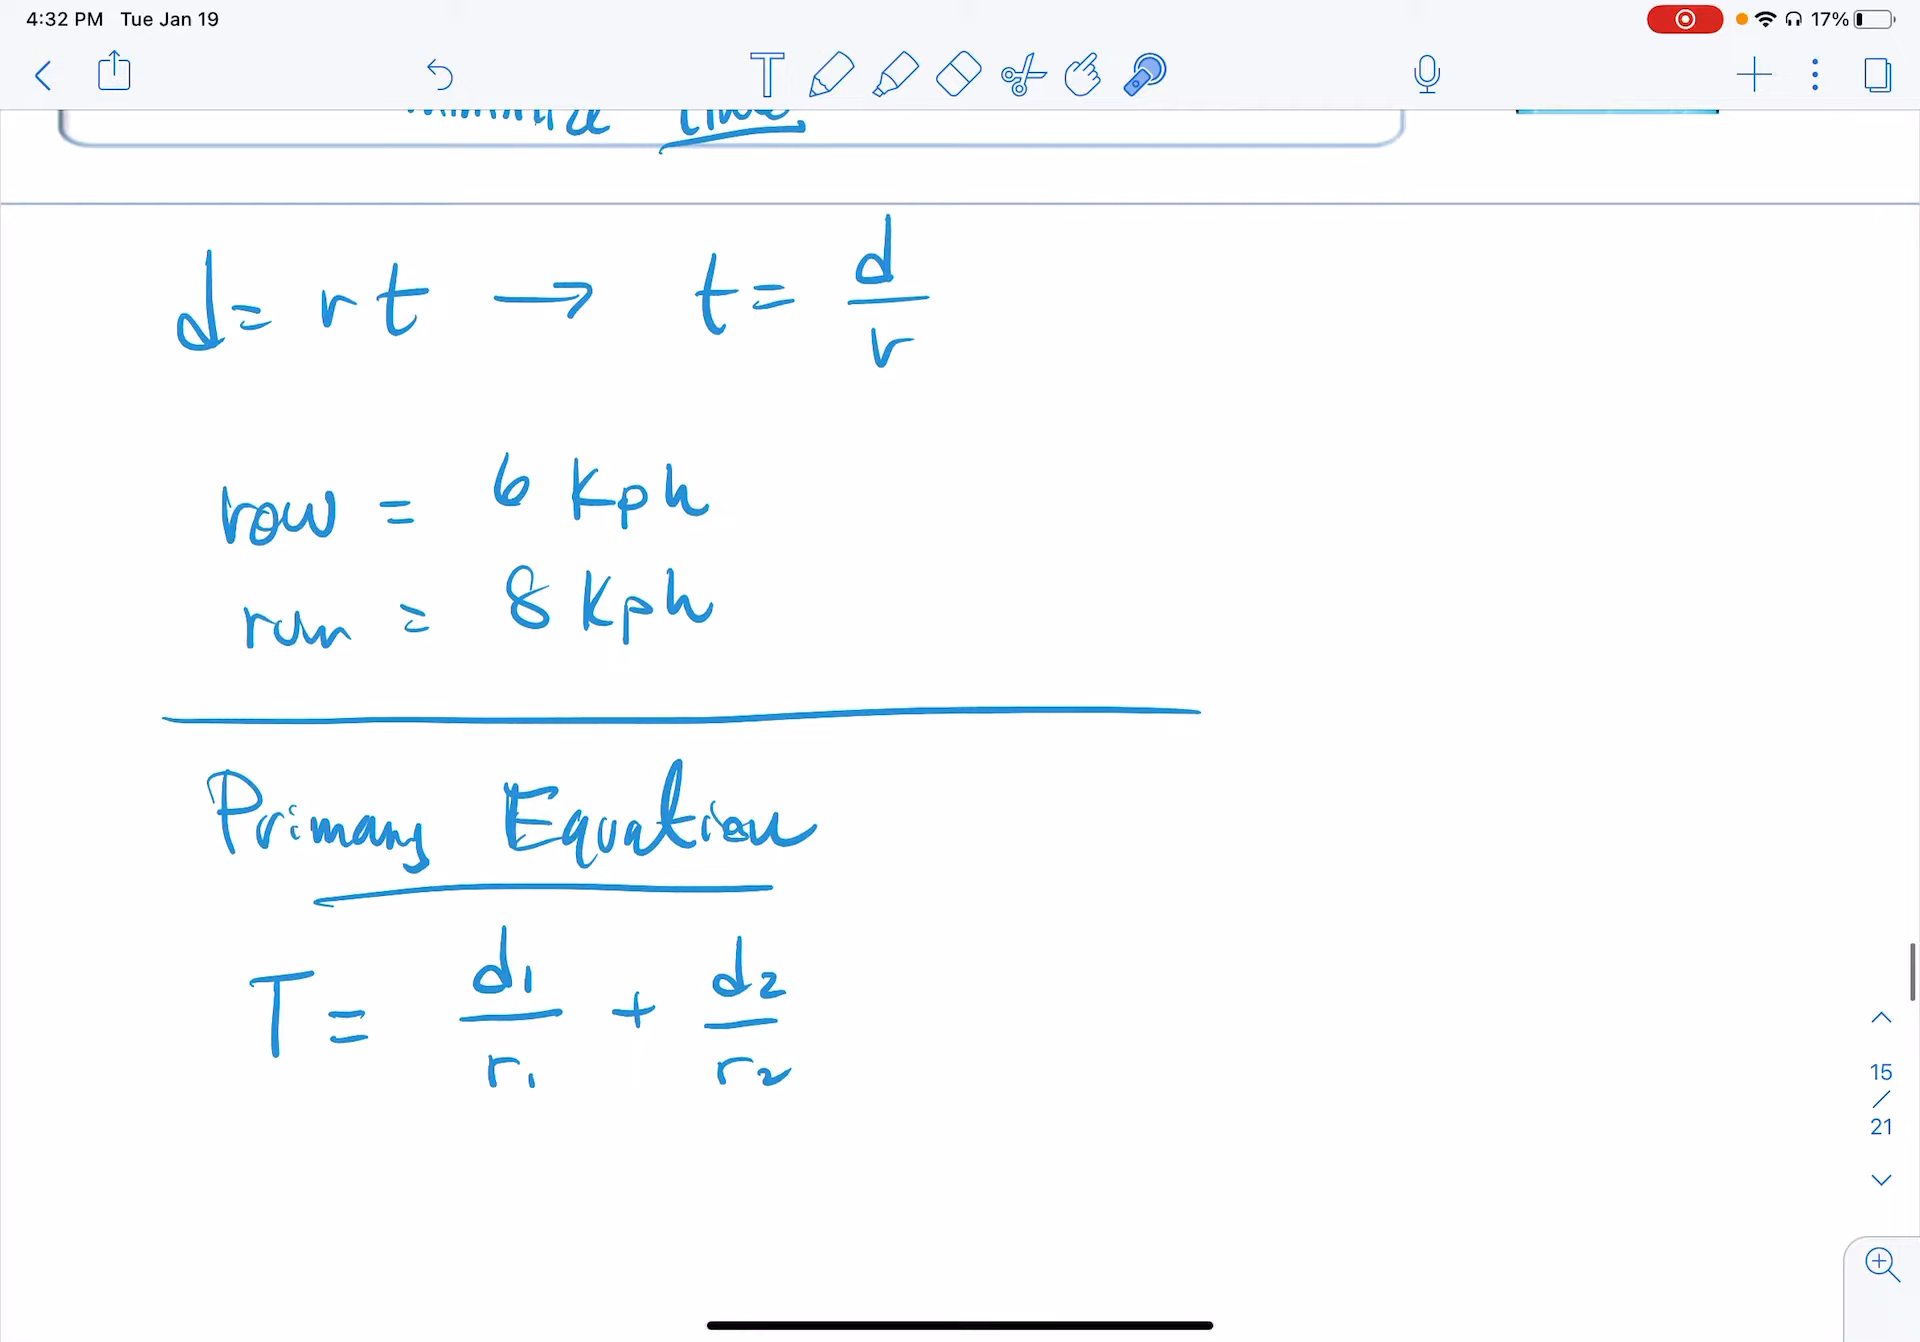 4:32 PM Tue Jan 19 17%
minimize time
d = r t → t = d/r
row = 6 Kph
run = 8 Kph
Primary Equation
T = d1/r1 + d2/r2
15
/
21